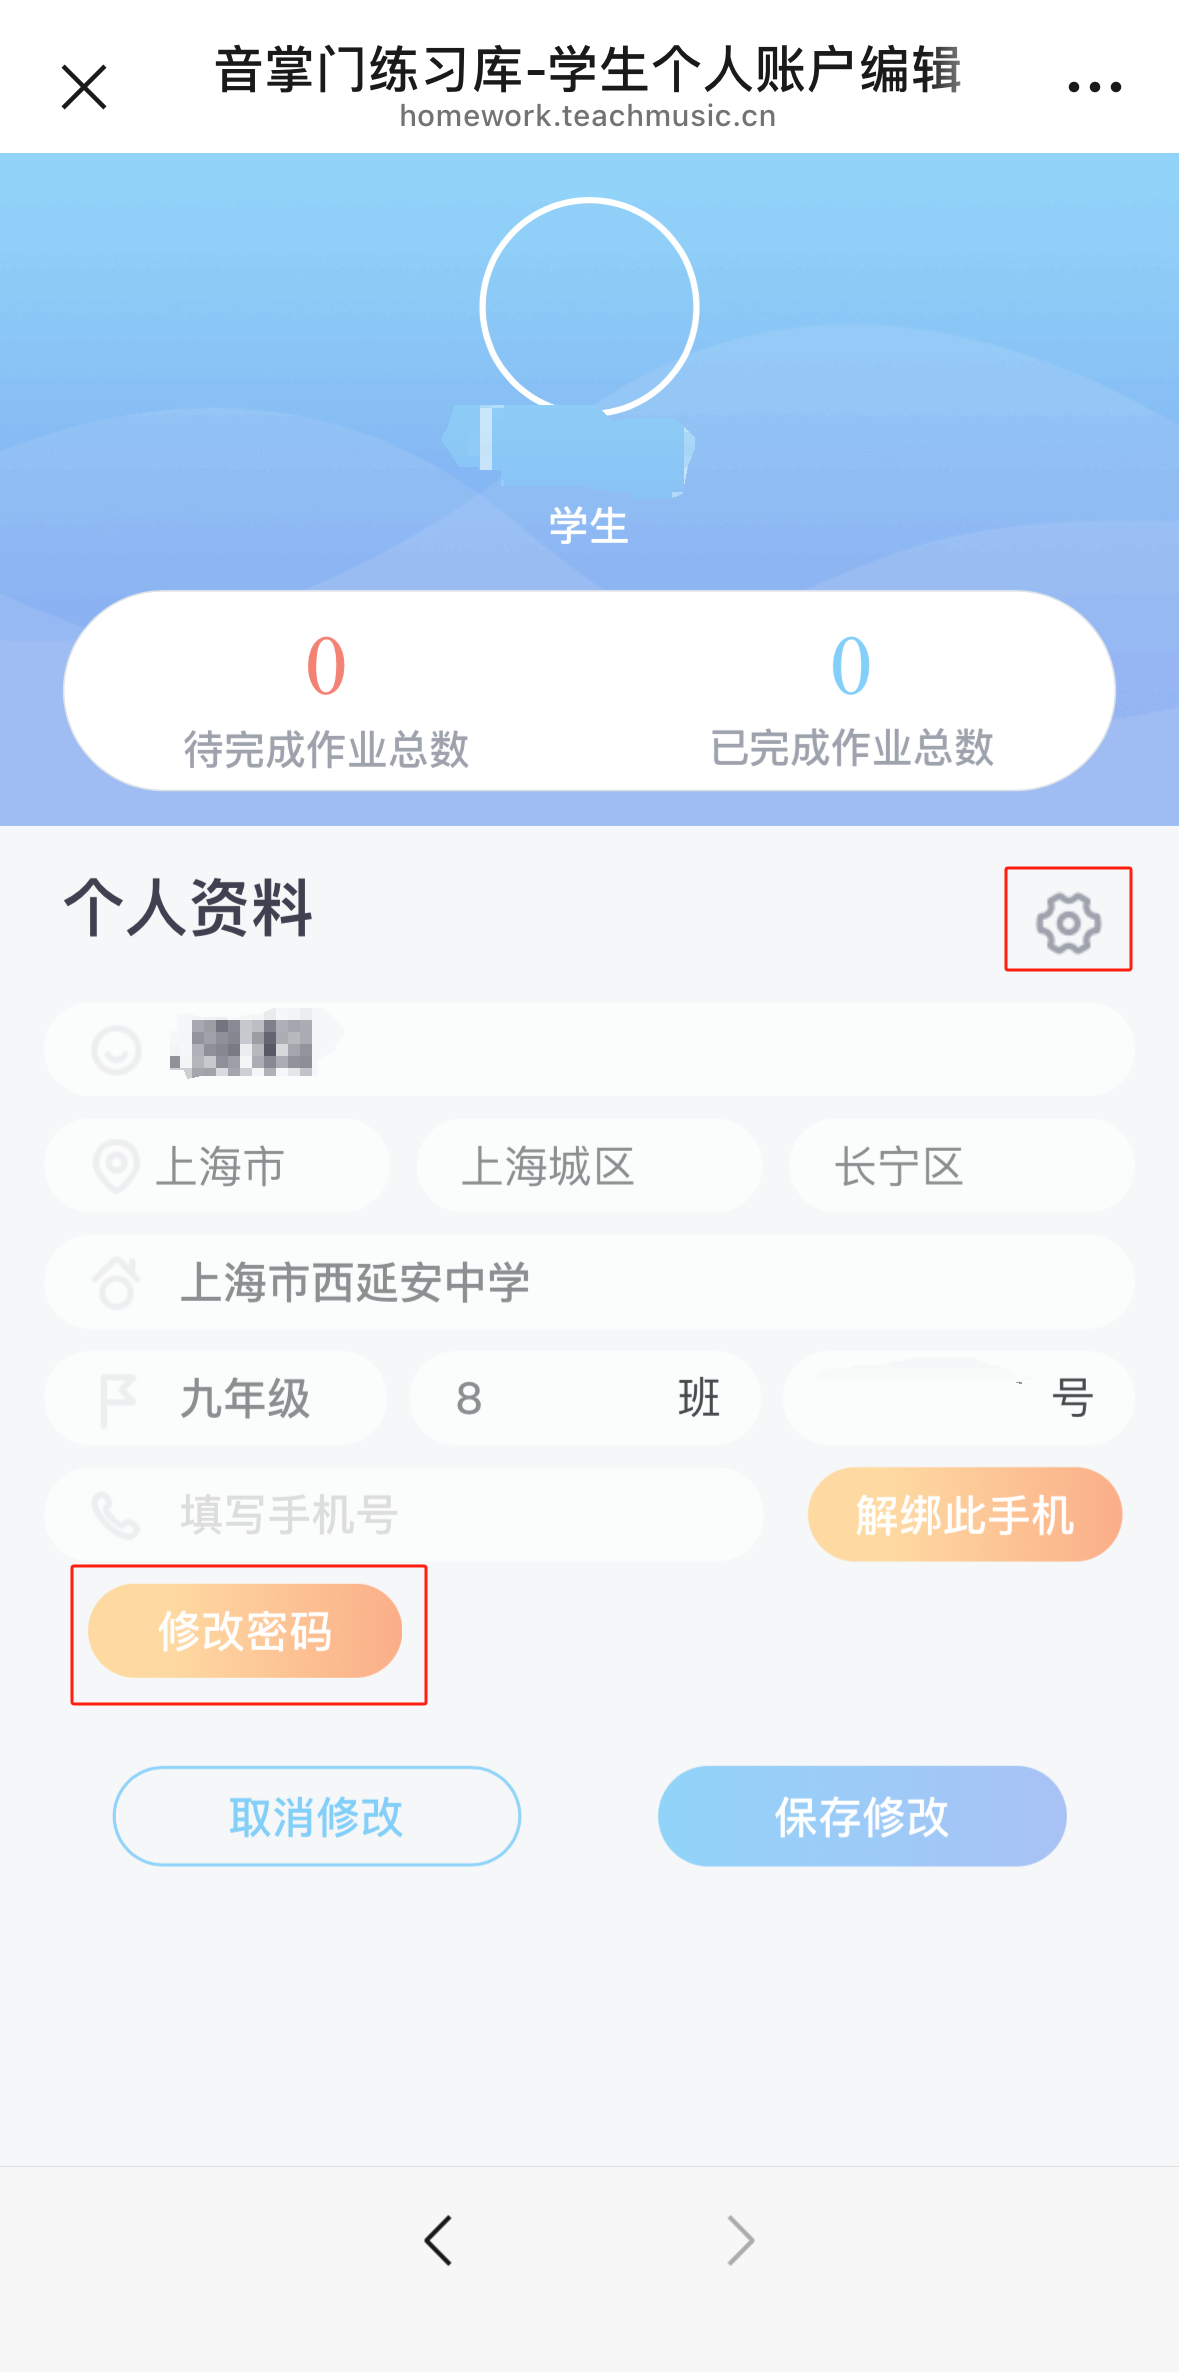 音掌门练习库-学生个人账户编辑
homework.teachmusic.cn
学生
0
待完成作业总数
0
已完成作业总数
个人资料
上海市 上海城区 长宁区
上海市西延安中学
九年级 8 班 号
填写手机号 解绑此手机
修改密码
取消修改 保存修改